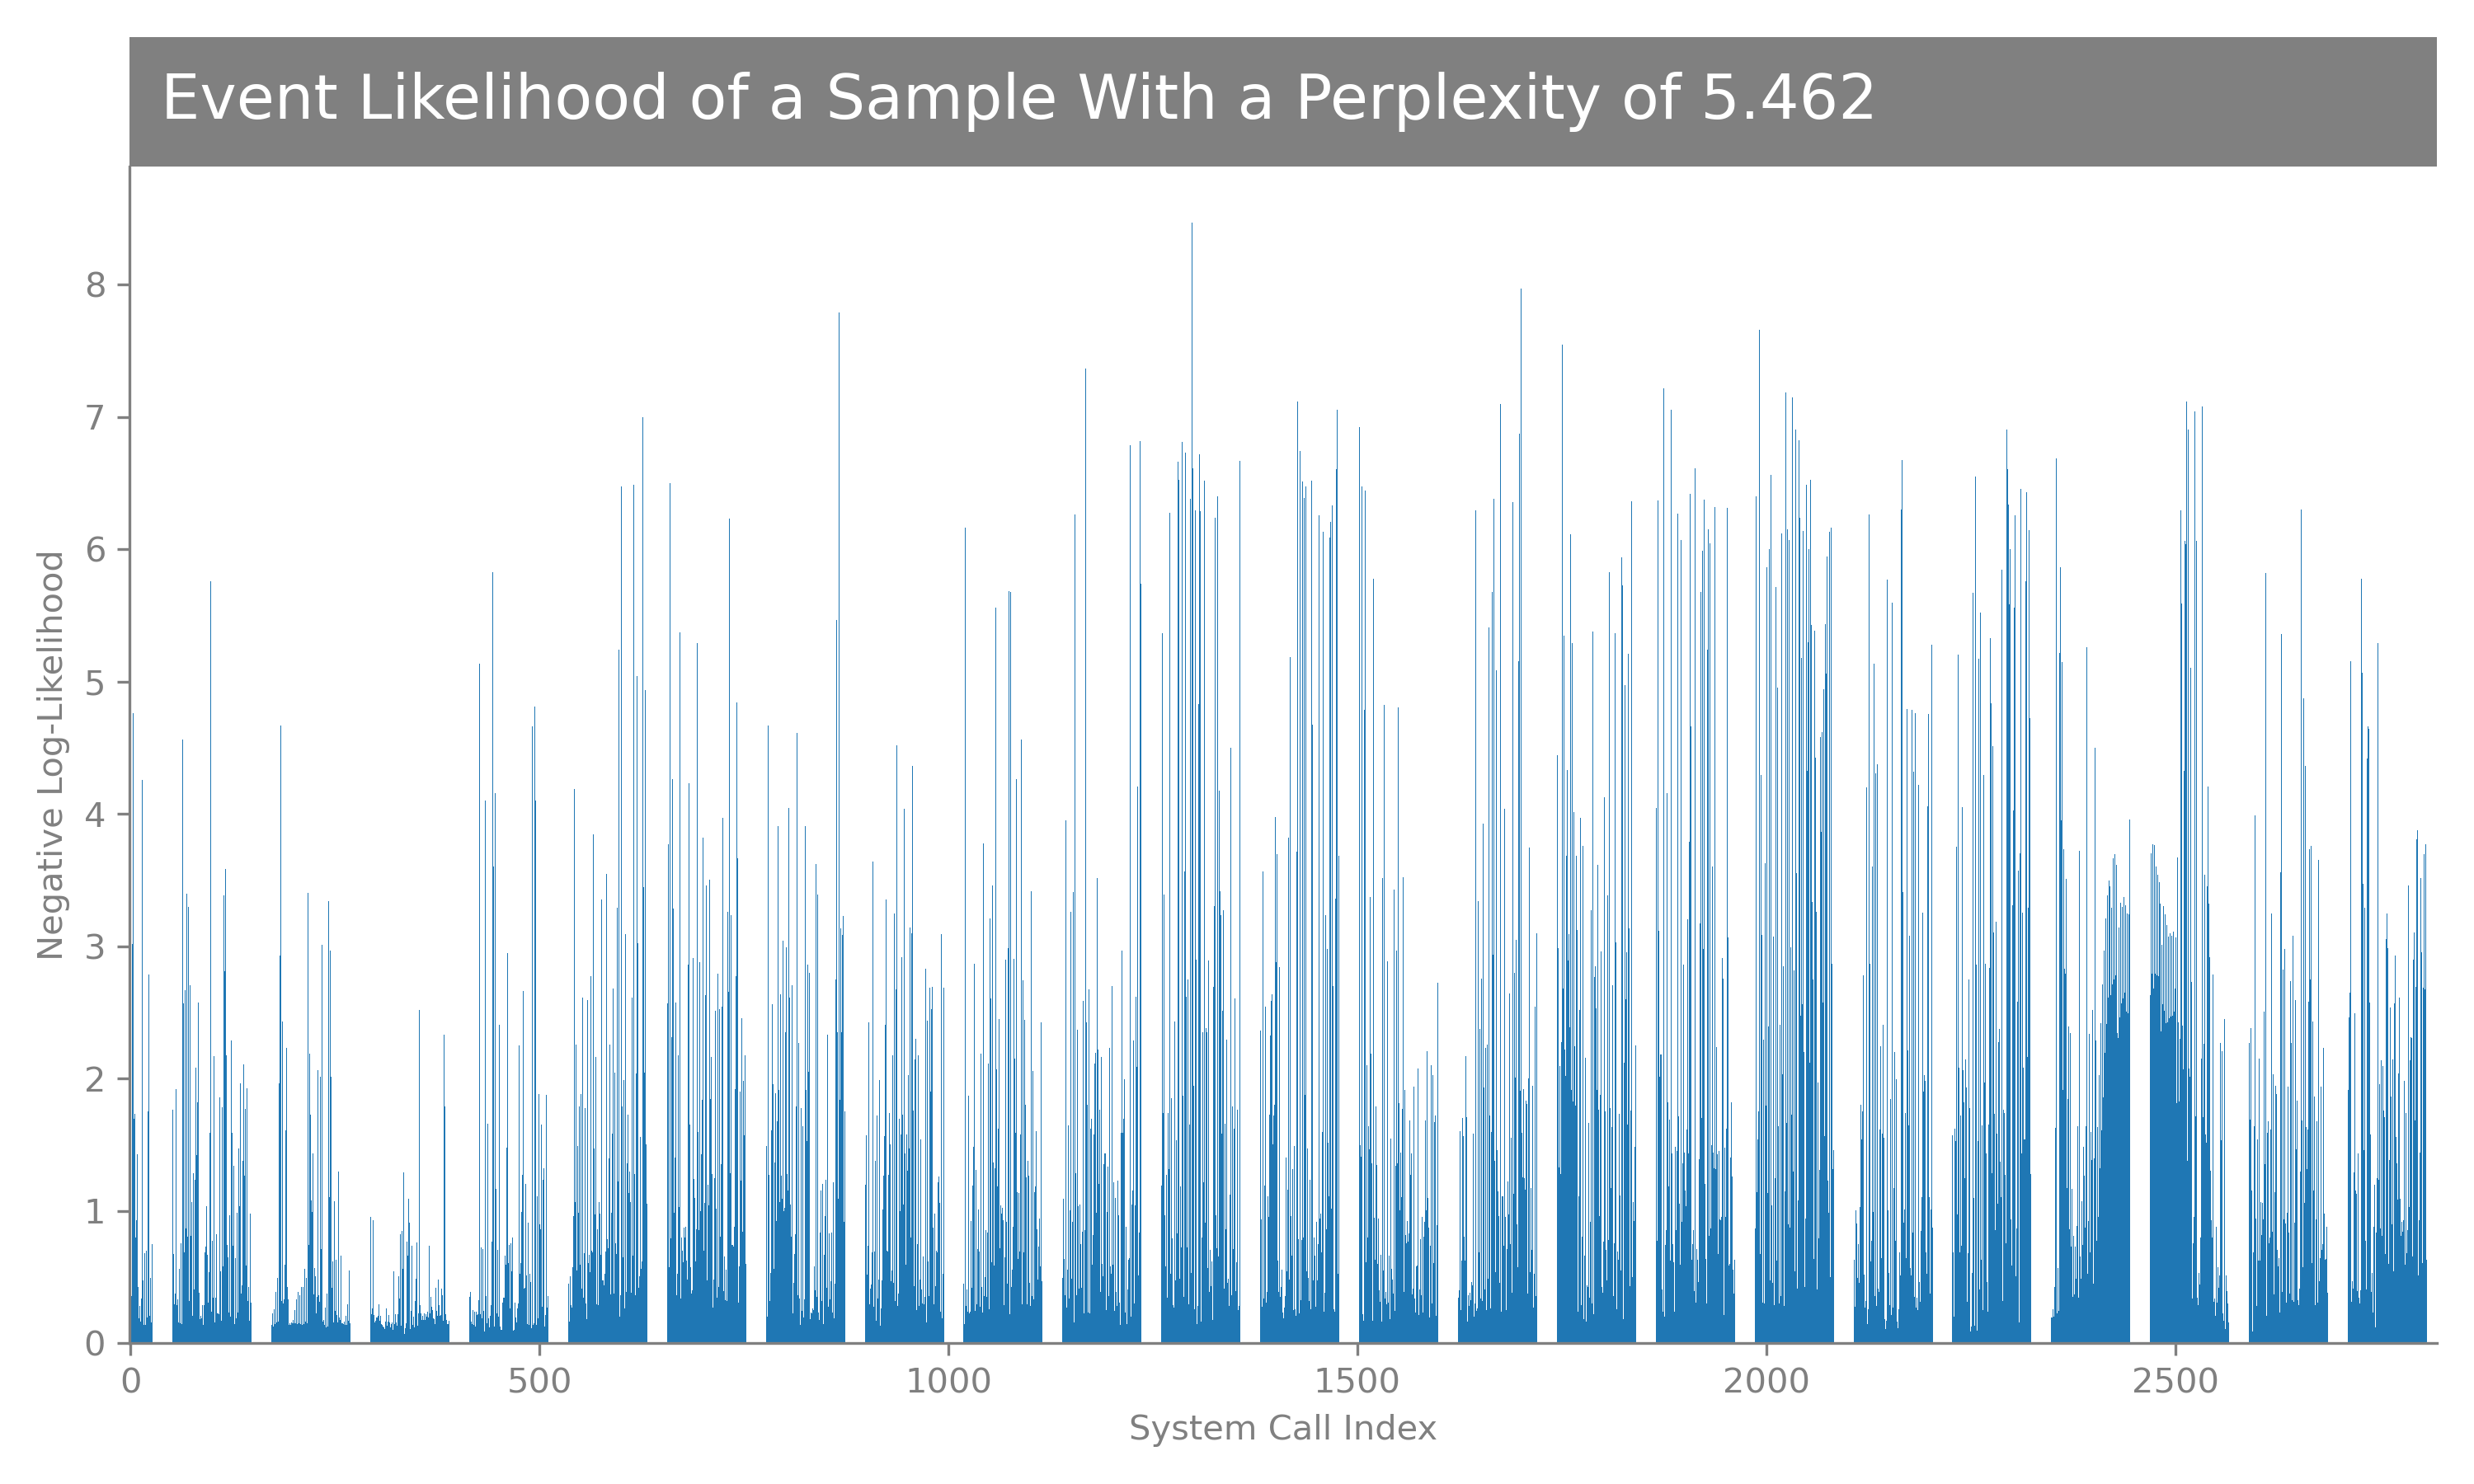 Event Likelihood of a Sample With a Perplexity of 5.462
Negative Log-Likelihood
8
7
6
5
4
3
2
1
0
0 500 1000 1500 2000 2500
System Call Index